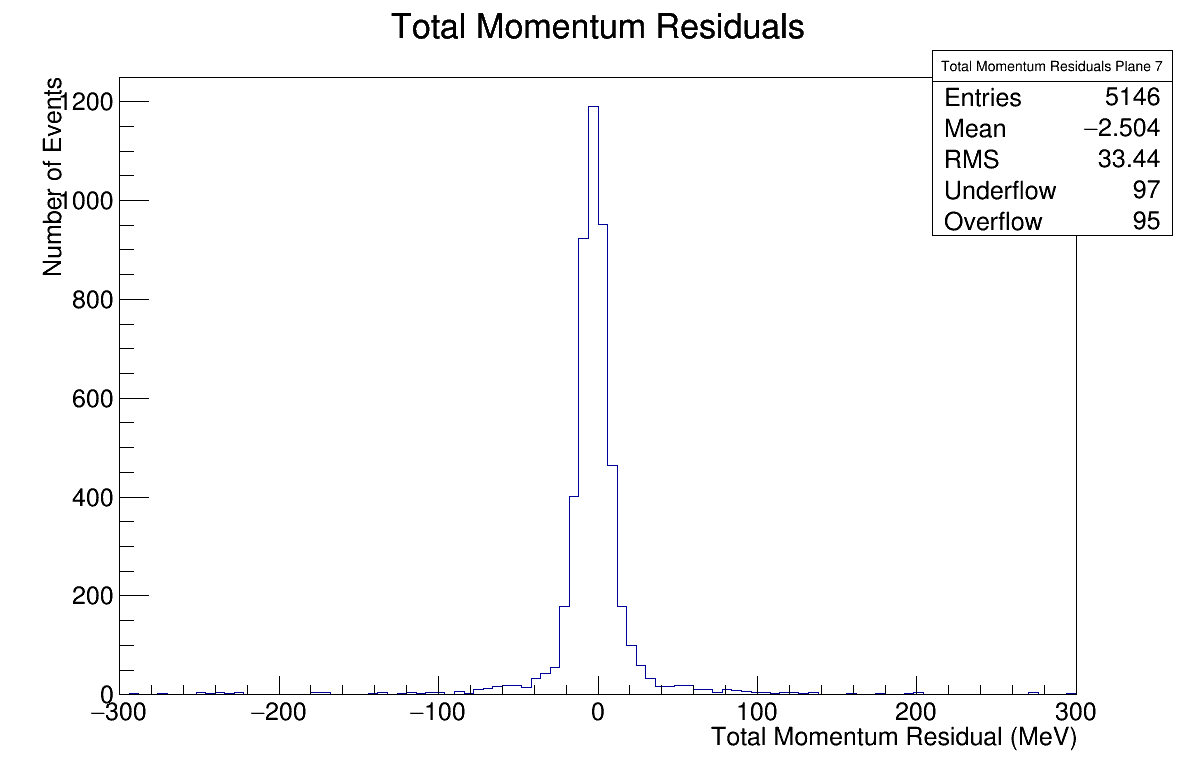 Total Momentum Residuals
Total Momentum Residuals Plane 7
Entries 5146
Mean −2.504
RMS 33.44
Underflow 97
Overflow 95
Number of Events
1200
1000
800
600
400
200
0
−300 −200 −100 0 100 200 300
Total Momentum Residual (MeV)